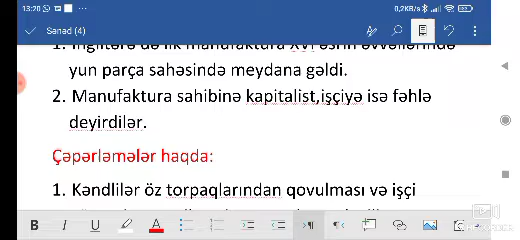 13:20
0,2KB/s
Sənəd (4)
1. İngiltərə də ilk manufaktura XVI əsrin əvvəllərində
yun parça sahəsində meydana gəldi.
2. Manufaktura sahibinə kapitalist,işçiyə isə fəhlə
deyirdilər.
Çəpərləmələr haqda:
1. Kəndlilər öz torpaqlarından qovulması və işçi
B I U A